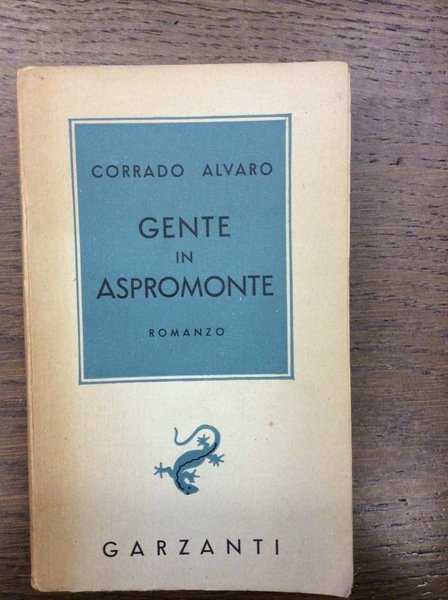 CORRADO ALVARO
GENTE
IN
ASPROMONTE
ROMANZO
GARZANTI